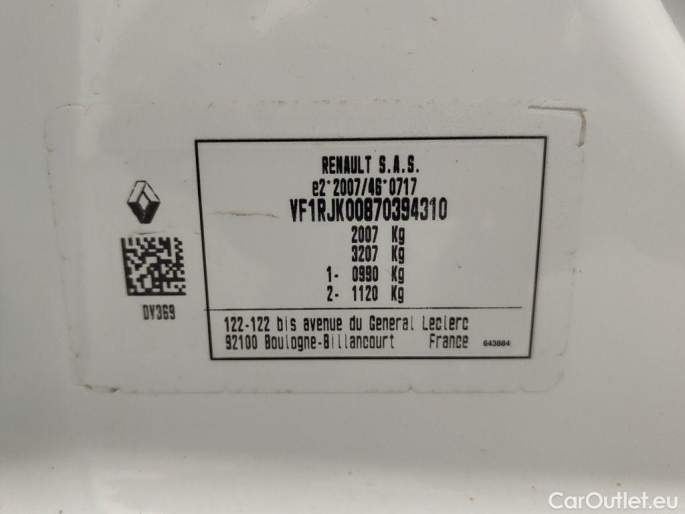 RENAULT S.A.S.
e2*2007/46*0717
VF1RJK00870394310
2007 Kg
3207 Kg
1- 0990 Kg
2- 1120 Kg
DV369
122-122 bis avenue du General Leclerc
92100 Boulogne-Billancourt France 643884
CarOutlet.eu